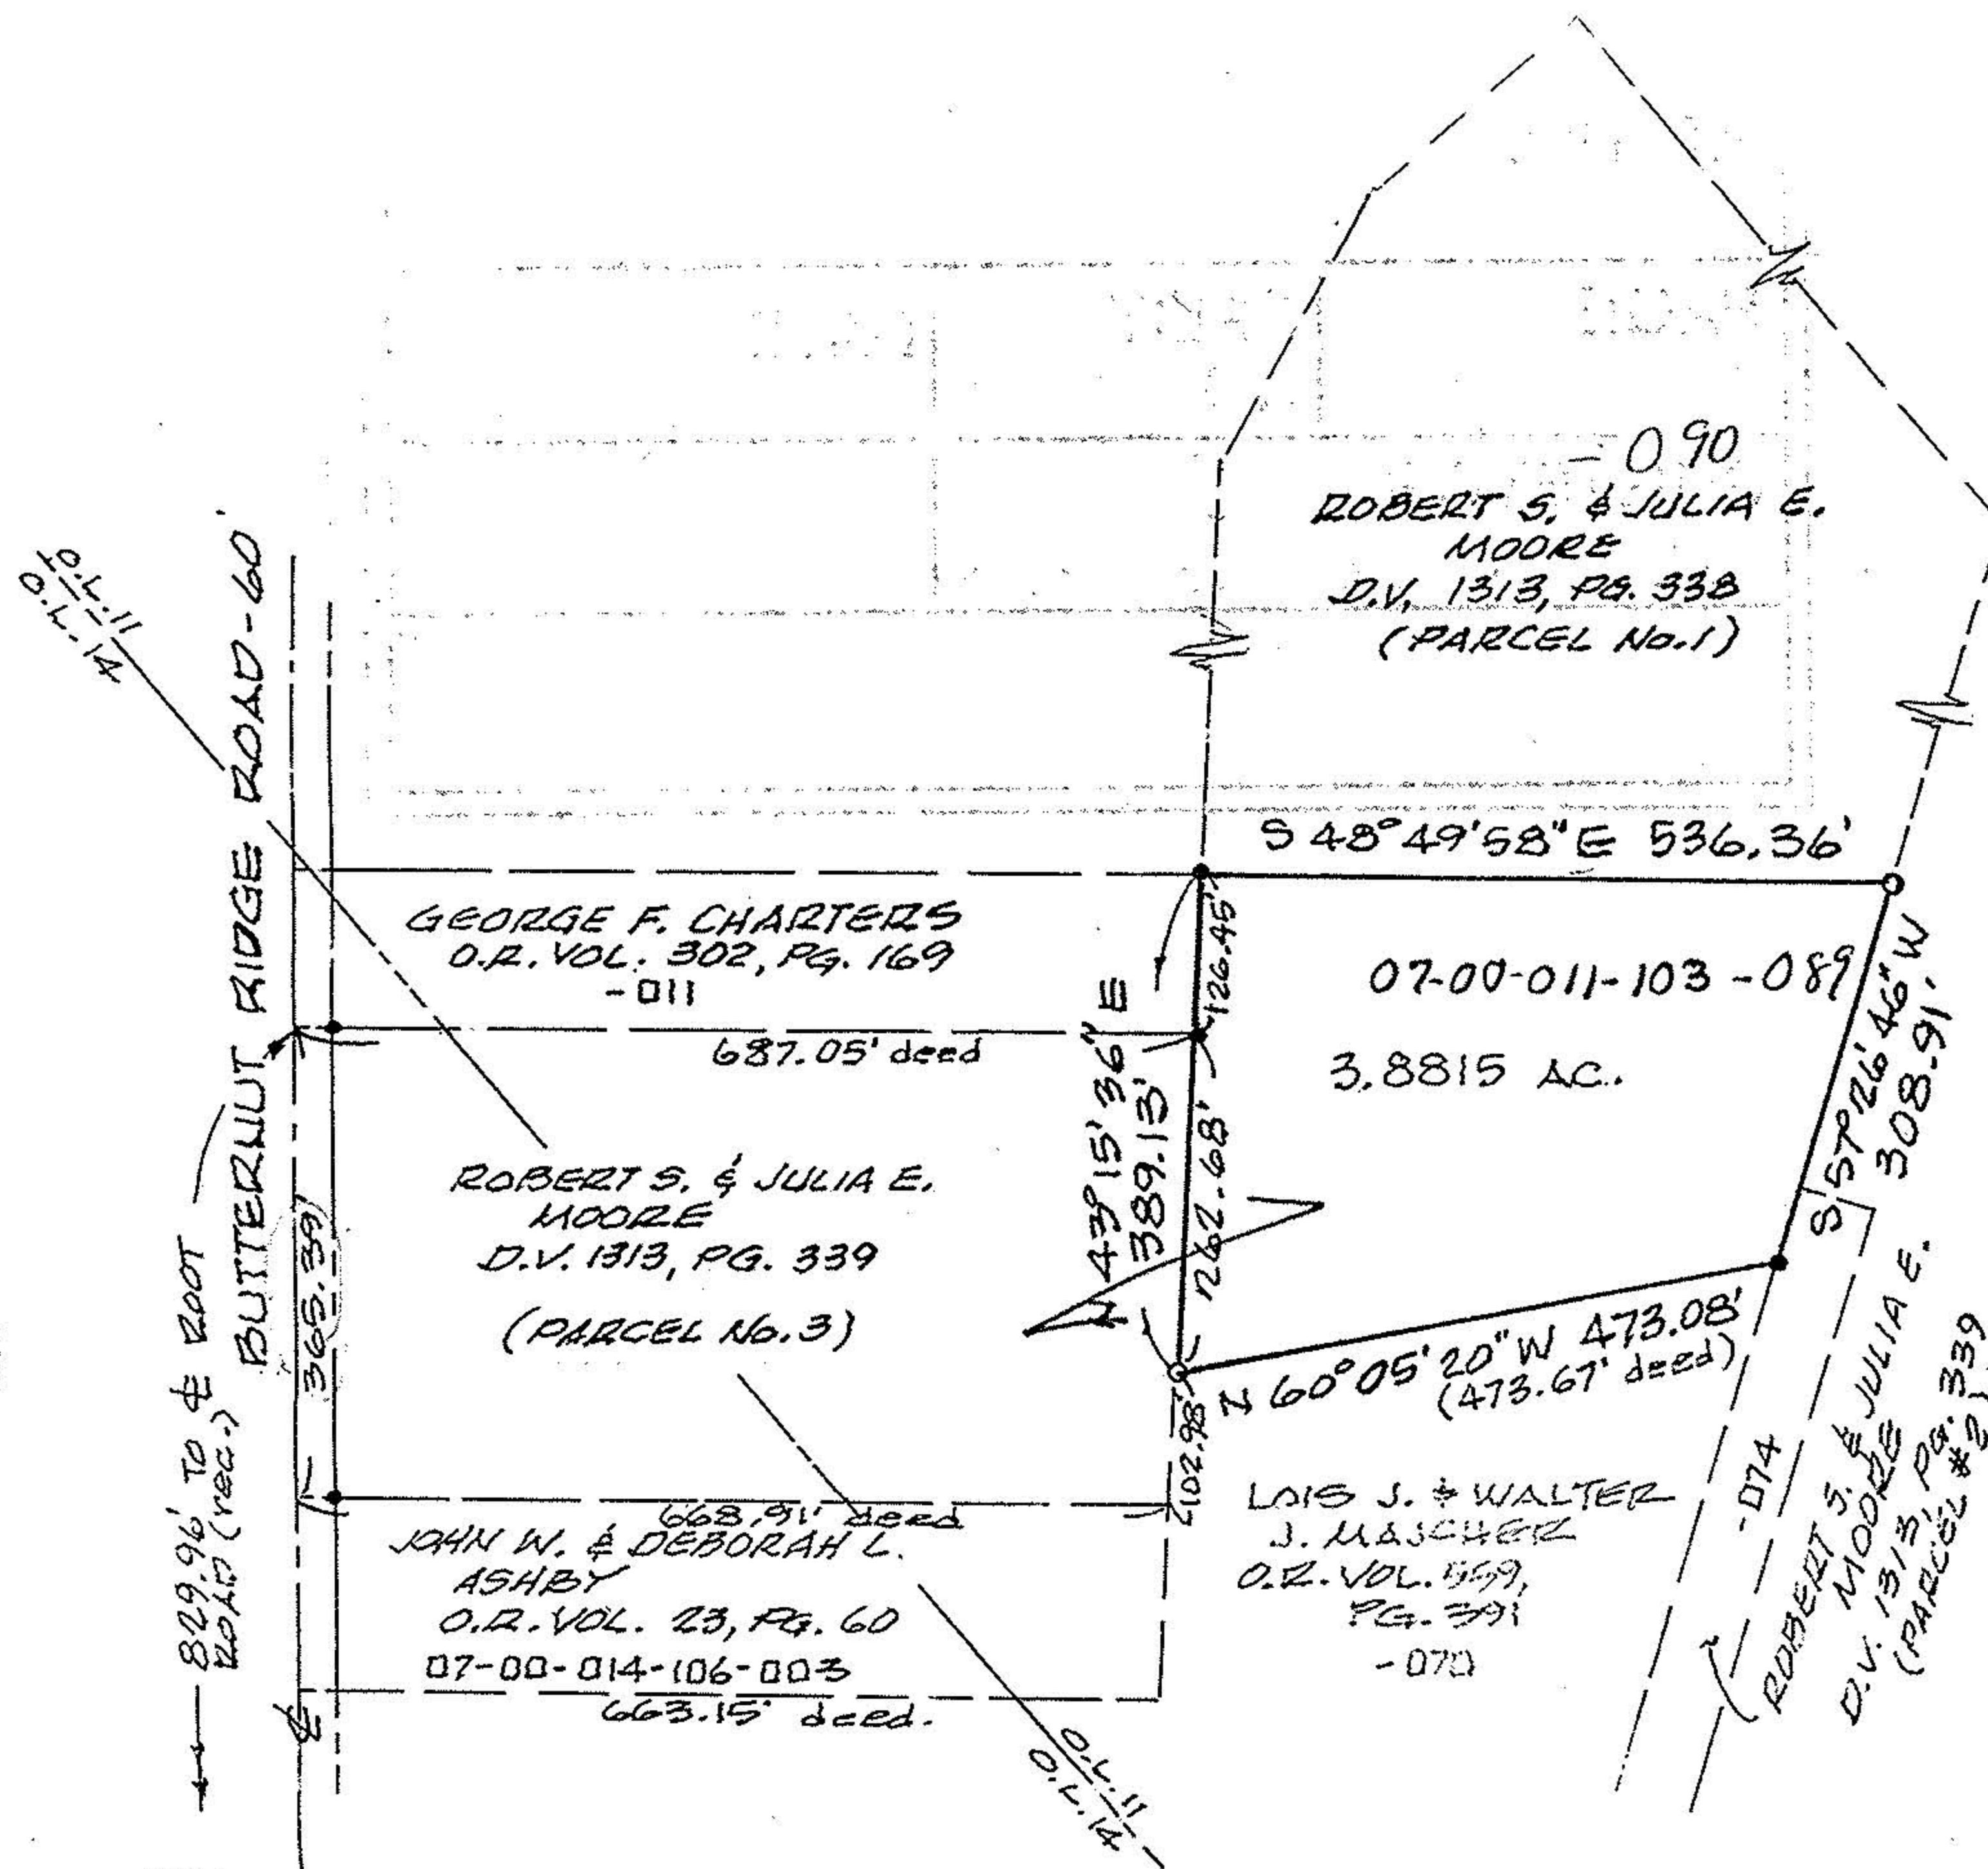 - 090
ROBERT S. & JULIA E.
MOORE
D.V. 1313, PG. 338
(PARCEL No.1)
O.L. 11
O.L. 14
BUTTERNUT RIDGE ROAD-60'
S 48° 49' 58" E 536.36'
GEORGE F. CHARTERS
O.R. VOL. 302, PG. 169
-011
687.05' deed
126.45'
43° 15' 36" E
389.13'
262.68'
07-00-011-103-089
3.8815 AC.
S 57° 26' 46" W
308.91'
ROBERT S. & JULIA E.
MOORE
D.V. 1313, PG. 339
(PARCEL No.3)
365.39'
829.96' TO ℄ ROOT
ROAD (rec.)
N 60° 05' 20" W 473.08'
(473.67' deed)
102.98'
668.91' deed
JOHN W. & DEBORAH L.
ASHBY
O.R. VOL. 23, PG. 60
07-00-014-106-003
663.15' deed.
℄
LOIS J. & WALTER
J. MAJCHER
O.R. VOL. 559,
PG. 391
-070
-074
ROBERT S. & JULIA E.
MOORE
D.V. 1313, PG. 339
(PARCEL #2)
O.L. 11
O.L. 14